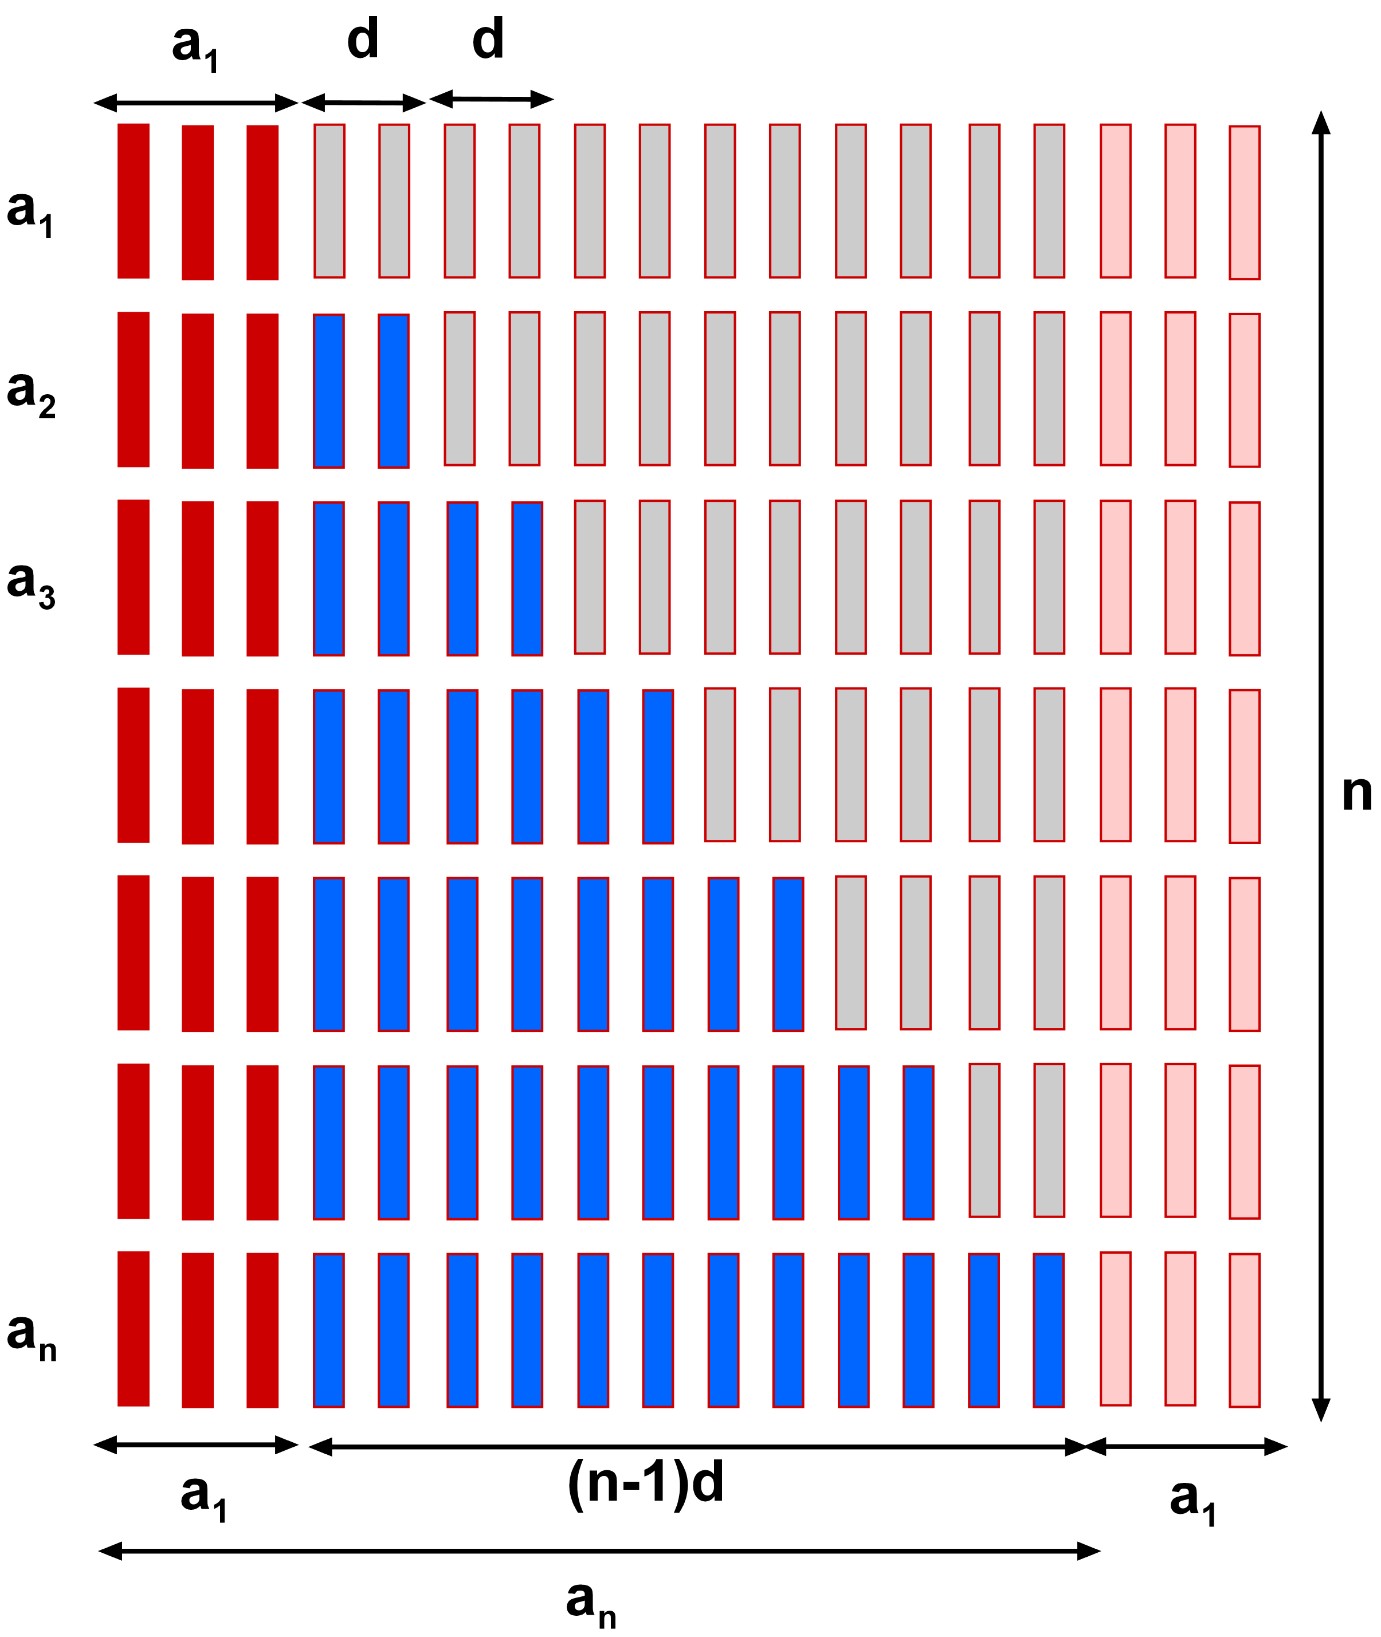 a₁ d d
a₁
a₂
a₃
n
aₙ
a₁ (n-1)d a₁
aₙ